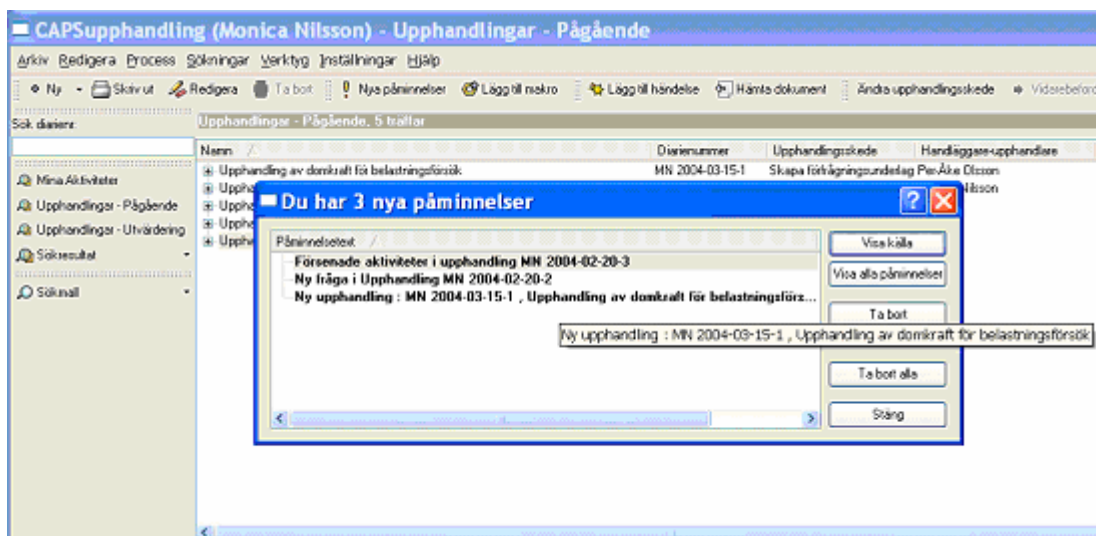 CAPSupphandling (Monica Nilsson) - Upphandlingar - Pågående
Arkiv Redigera Process Sökningar Verktyg Inställningar Hjälp
Ny Skriv ut Redigera Ta bort Nya påminnelser Lägg till makro Lägg till händelse Hämta dokument Ändra upphandlingsskede
Sök diarienr
Upphandlingar - Pågående, 5 träffar
Namn Diarienummer Upphandlingsskede Handläggare-upphandlare
Upphandling av domkraft för belastningsförsök MN 2004-03-15-1 Skapa förfrågningsunderlag Per-Åke Olsson
Mina Aktiviteter
Upphandlingar - Pågående
Upphandlingar - Utvärdering
Sökresultat
Sökmall
Du har 3 nya påminnelser
Påminnelsetext
Försenade aktiviteter i upphandling MN 2004-02-20-3
Ny fråga i Upphandling MN 2004-02-20-2
Ny upphandling : MN 2004-03-15-1 , Upphandling av domkraft för belastningsförs...
Ny upphandling : MN 2004-03-15-1 , Upphandling av domkraft för belastningsförsök
Visa källa
Visa alla påminnelser
Ta bort
Ta bort alla
Stäng